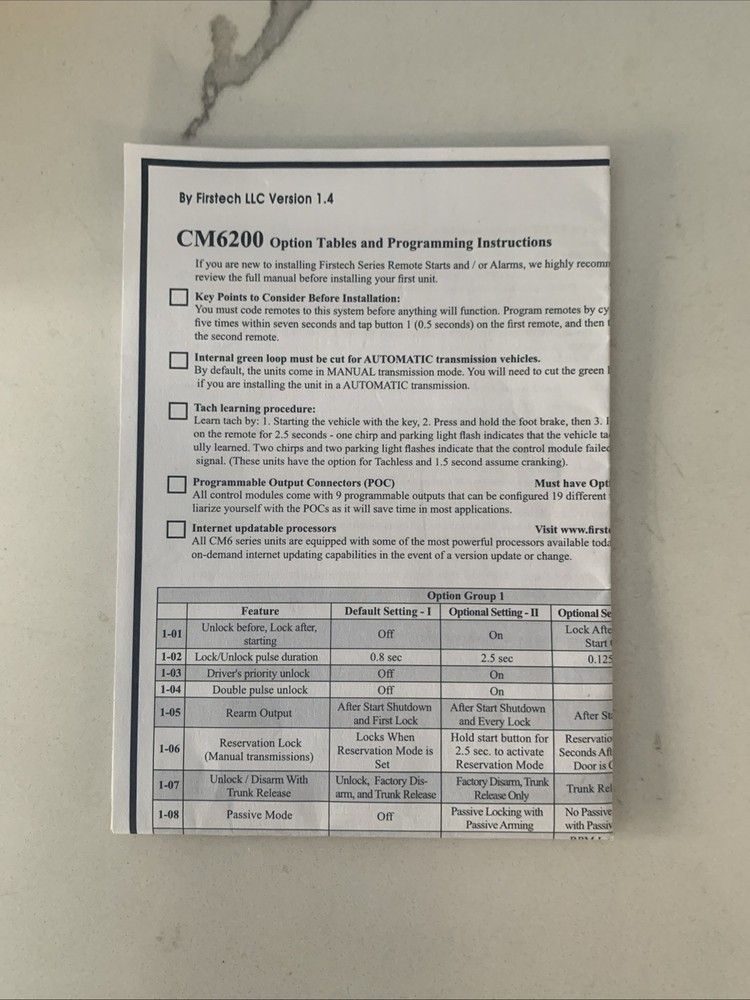 By Firstech LLC Version 1.4
CM6200 Option Tables and Programming Instructions
If you are new to installing Firstech Series Remote Starts and / or Alarms, we highly recomm
review the full manual before installing your first unit.
Key Points to Consider Before Installation:
You must code remotes to this system before anything will function. Program remotes by cy
five times within seven seconds and tap button 1 (0.5 seconds) on the first remote, and then
the second remote.
Internal green loop must be cut for AUTOMATIC transmission vehicles.
By default, the units come in MANUAL transmission mode. You will need to cut the green
if you are installing the unit in a AUTOMATIC transmission.
Tach learning procedure:
Learn tach by: 1. Starting the vehicle with the key, 2. Press and hold the foot brake, then 3.
on the remote for 2.5 seconds - one chirp and parking light flash indicates that the vehicle ta
ully learned. Two chirps and two parking light flashes indicate that the control module failed
signal. (These units have the option for Tachless and 1.5 second assume cranking).
Programmable Output Connectors (POC) Must have Opt
All control modules come with 9 programmable outputs that can be configured 19 different
liarize yourself with the POCs as it will save time in most applications.
Internet updatable processors Visit www.firste
All CM6 series units are equipped with some of the most powerful processors available toda
on-demand internet updating capabilities in the event of a version update or change.
Option Group 1
Feature Default Setting - I Optional Setting - II Optional Se
1-01 Unlock before, Lock after, starting Off On Lock Afte Start
1-02 Lock/Unlock pulse duration 0.8 sec 2.5 sec 0.125
1-03 Driver's priority unlock Off On
1-04 Double pulse unlock Off On
1-05 Rearm Output After Start Shutdown and First Lock After Start Shutdown and Every Lock After Sta
1-06 Reservation Lock (Manual transmissions) Locks When Reservation Mode is Set Hold start button for 2.5 sec. to activate Reservation Mode Reservatio Seconds Aft Door is
1-07 Unlock / Disarm With Trunk Release Unlock, Factory Disarm, and Trunk Release Factory Disarm, Trunk Release Only Trunk Rel
1-08 Passive Mode Off Passive Locking with Passive Arming No Passive with Passiv